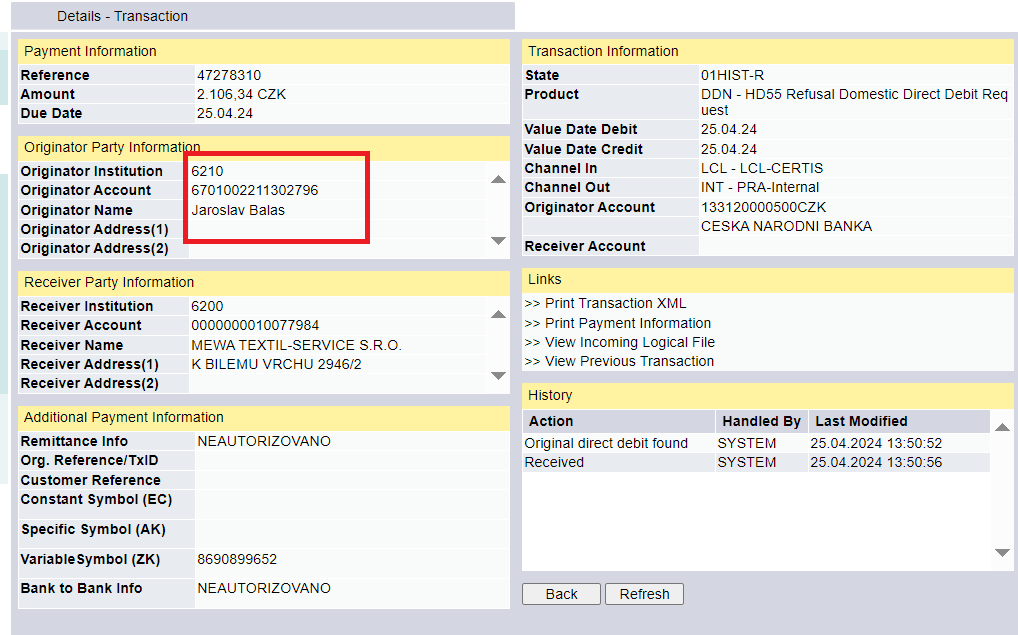 Details - Transaction
Payment Information
Reference 47278310
Amount 2.106,34 CZK
Due Date 25.04.24
Originator Party Information
Originator Institution 6210
Originator Account 6701002211302796
Originator Name Jaroslav Balas
Originator Address(1)
Originator Address(2)
Receiver Party Information
Receiver Institution 6200
Receiver Account 0000000010077984
Receiver Name MEWA TEXTIL-SERVICE S.R.O.
Receiver Address(1) K BILEMU VRCHU 2946/2
Receiver Address(2)
Additional Payment Information
Remittance Info NEAUTORIZOVANO
Org. Reference/TxID
Customer Reference
Constant Symbol (EC)
Specific Symbol (AK)
VariableSymbol (ZK) 8690899652
Bank to Bank Info NEAUTORIZOVANO
Transaction Information
State 01HIST-R
Product DDN - HD55 Refusal Domestic Direct Debit Req
uest
Value Date Debit 25.04.24
Value Date Credit 25.04.24
Channel In LCL - LCL-CERTIS
Channel Out INT - PRA-Internal
Originator Account 133120000500CZK
CESKA NARODNI BANKA
Receiver Account
Links
>> Print Transaction XML
>> Print Payment Information
>> View Incoming Logical File
>> View Previous Transaction
History
Action Handled By Last Modified
Original direct debit found SYSTEM 25.04.2024 13:50:52
Received SYSTEM 25.04.2024 13:50:56
Back Refresh